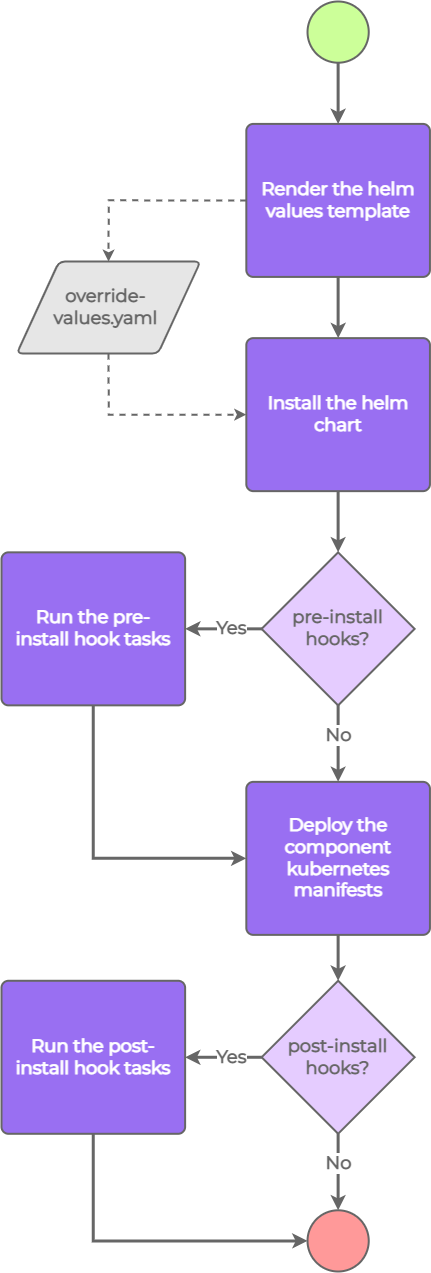 Render the helm
values template
override-
values.yaml
Install the helm
chart
pre-install
hooks?
Yes
Run the pre-
install hook tasks
No
Deploy the
component
kubernetes
manifests
post-install
hooks?
Yes
Run the post-
install hook tasks
No